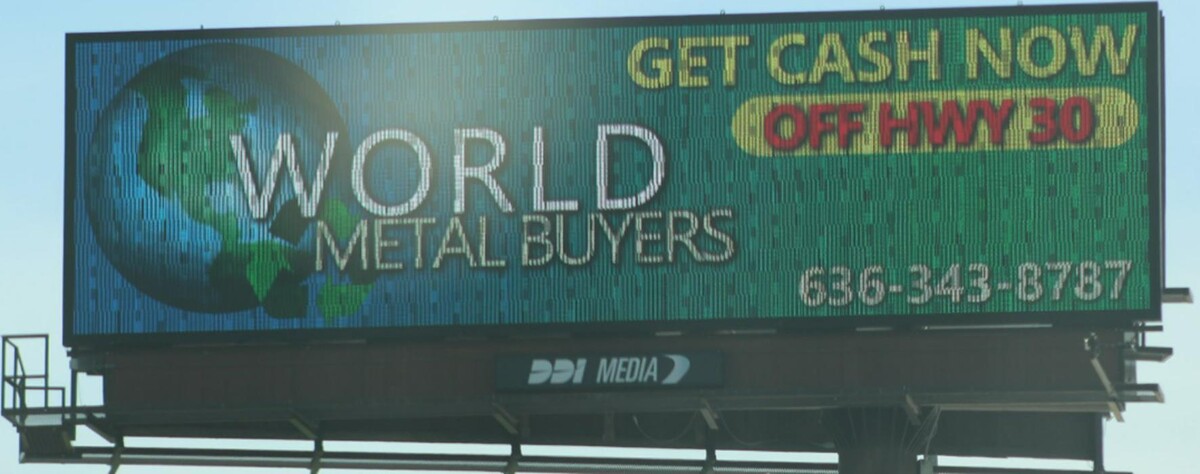 GET CASH NOW
OFF HWY 30
WORLD
METAL BUYERS
636-343-8787
DDI MEDIA